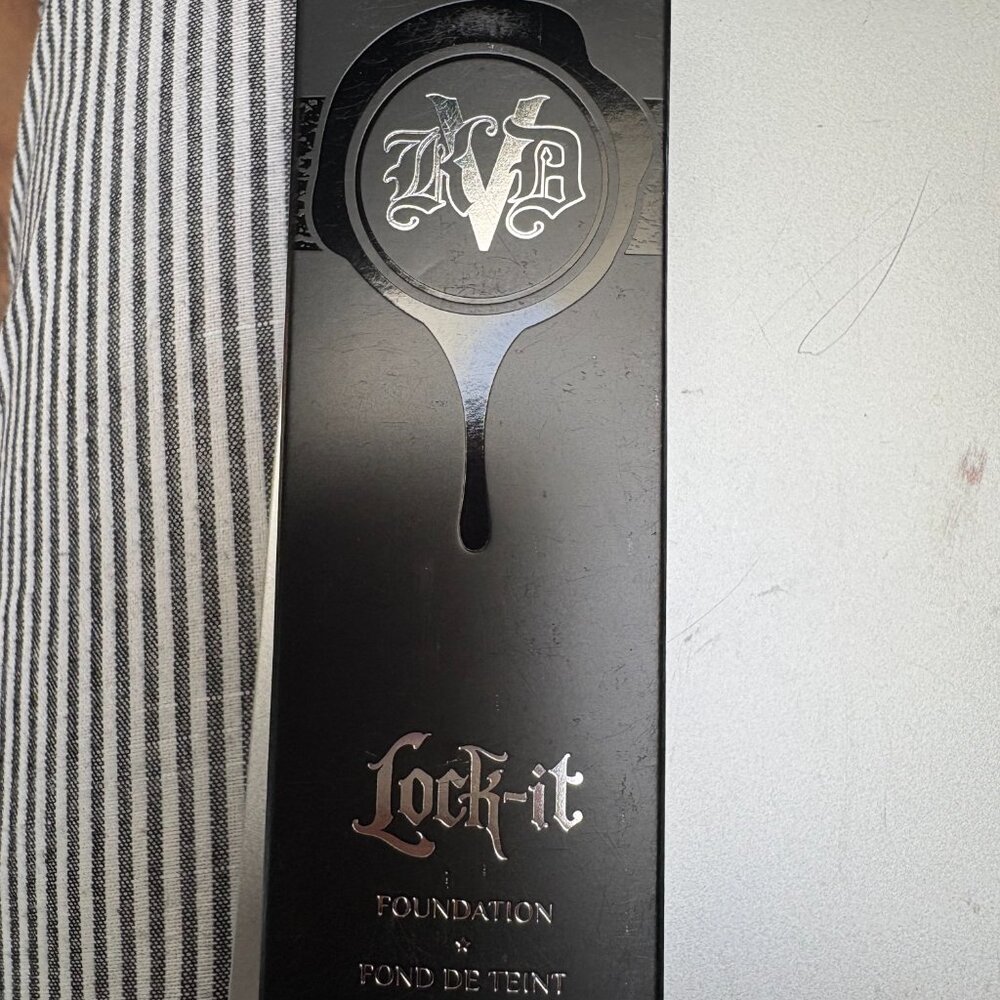 KVD
Lock-it
FOUNDATION
FOND DE TEINT